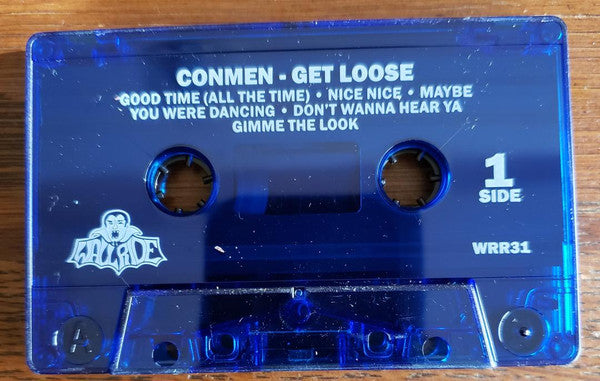 CONMEN - GET LOOSE
GOOD TIME (ALL THE TIME) • NICE NICE • MAYBE
YOU WERE DANCING • DON'T WANNA HEAR YA
GIMME THE LOOK
1
SIDE
WRR31
A